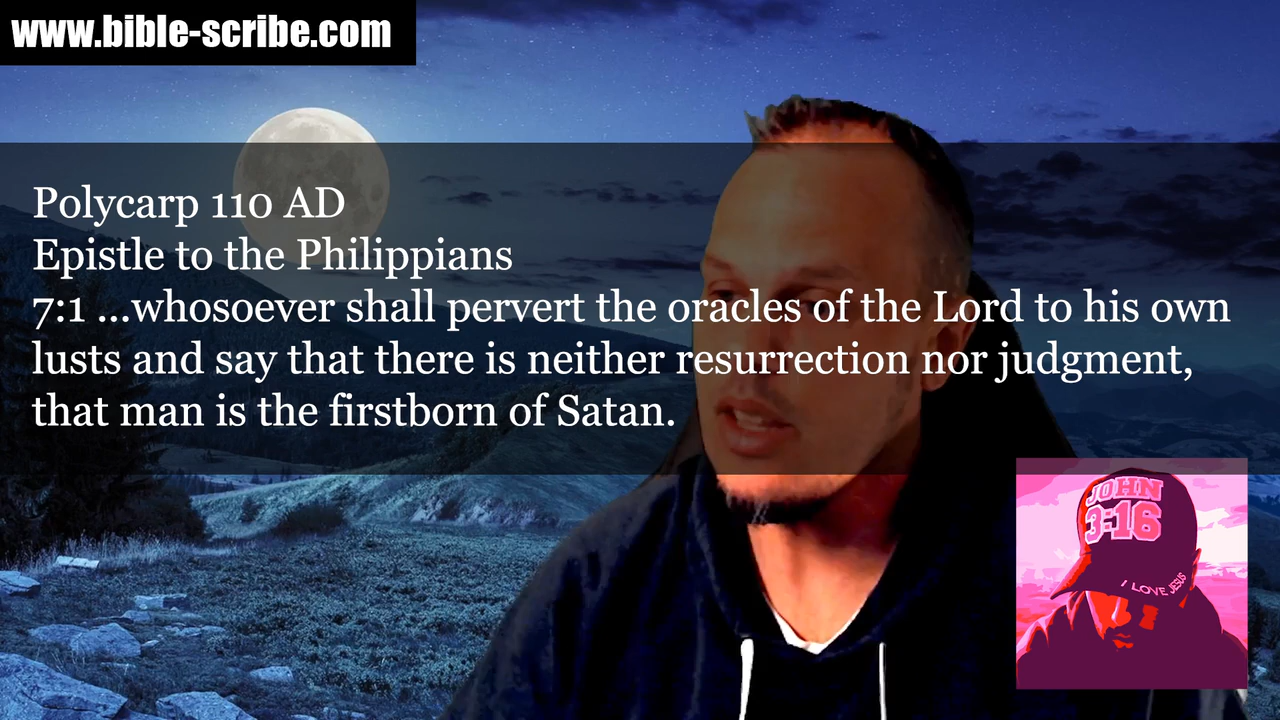 www.bible-scribe.com
Polycarp 110 AD
Epistle to the Philippians
7:1 ...whosoever shall pervert the oracles of the Lord to his own
lusts and say that there is neither resurrection nor judgment,
that man is the firstborn of Satan.
JOHN
3:16
I LOVE JESUS